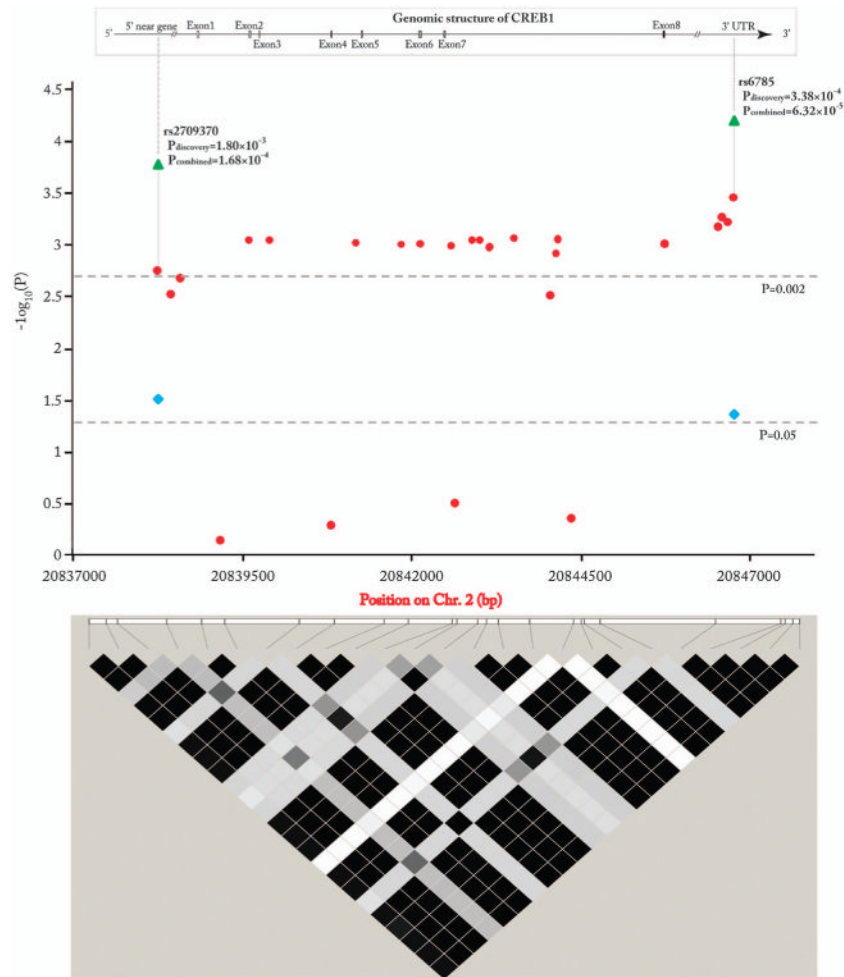 Genomic structure of CREB1
5' 5' near gene Exon1 Exon2 Exon3 Exon4 Exon5 Exon6 Exon7 Exon8 3' UTR 3'
rs6785
Pdiscovery=3.38×10⁻⁴
Pcombined=6.32×10⁻⁵
rs2709370
Pdiscovery=1.80×10⁻³
Pcombined=1.68×10⁻⁴
-log₁₀(P)
4.5
4
3.5
3
2.5
2
1.5
1
0.5
0
P=0.002
P=0.05
20837000 20839500 20842000 20844500 20847000
Position on Chr. 2 (bp)